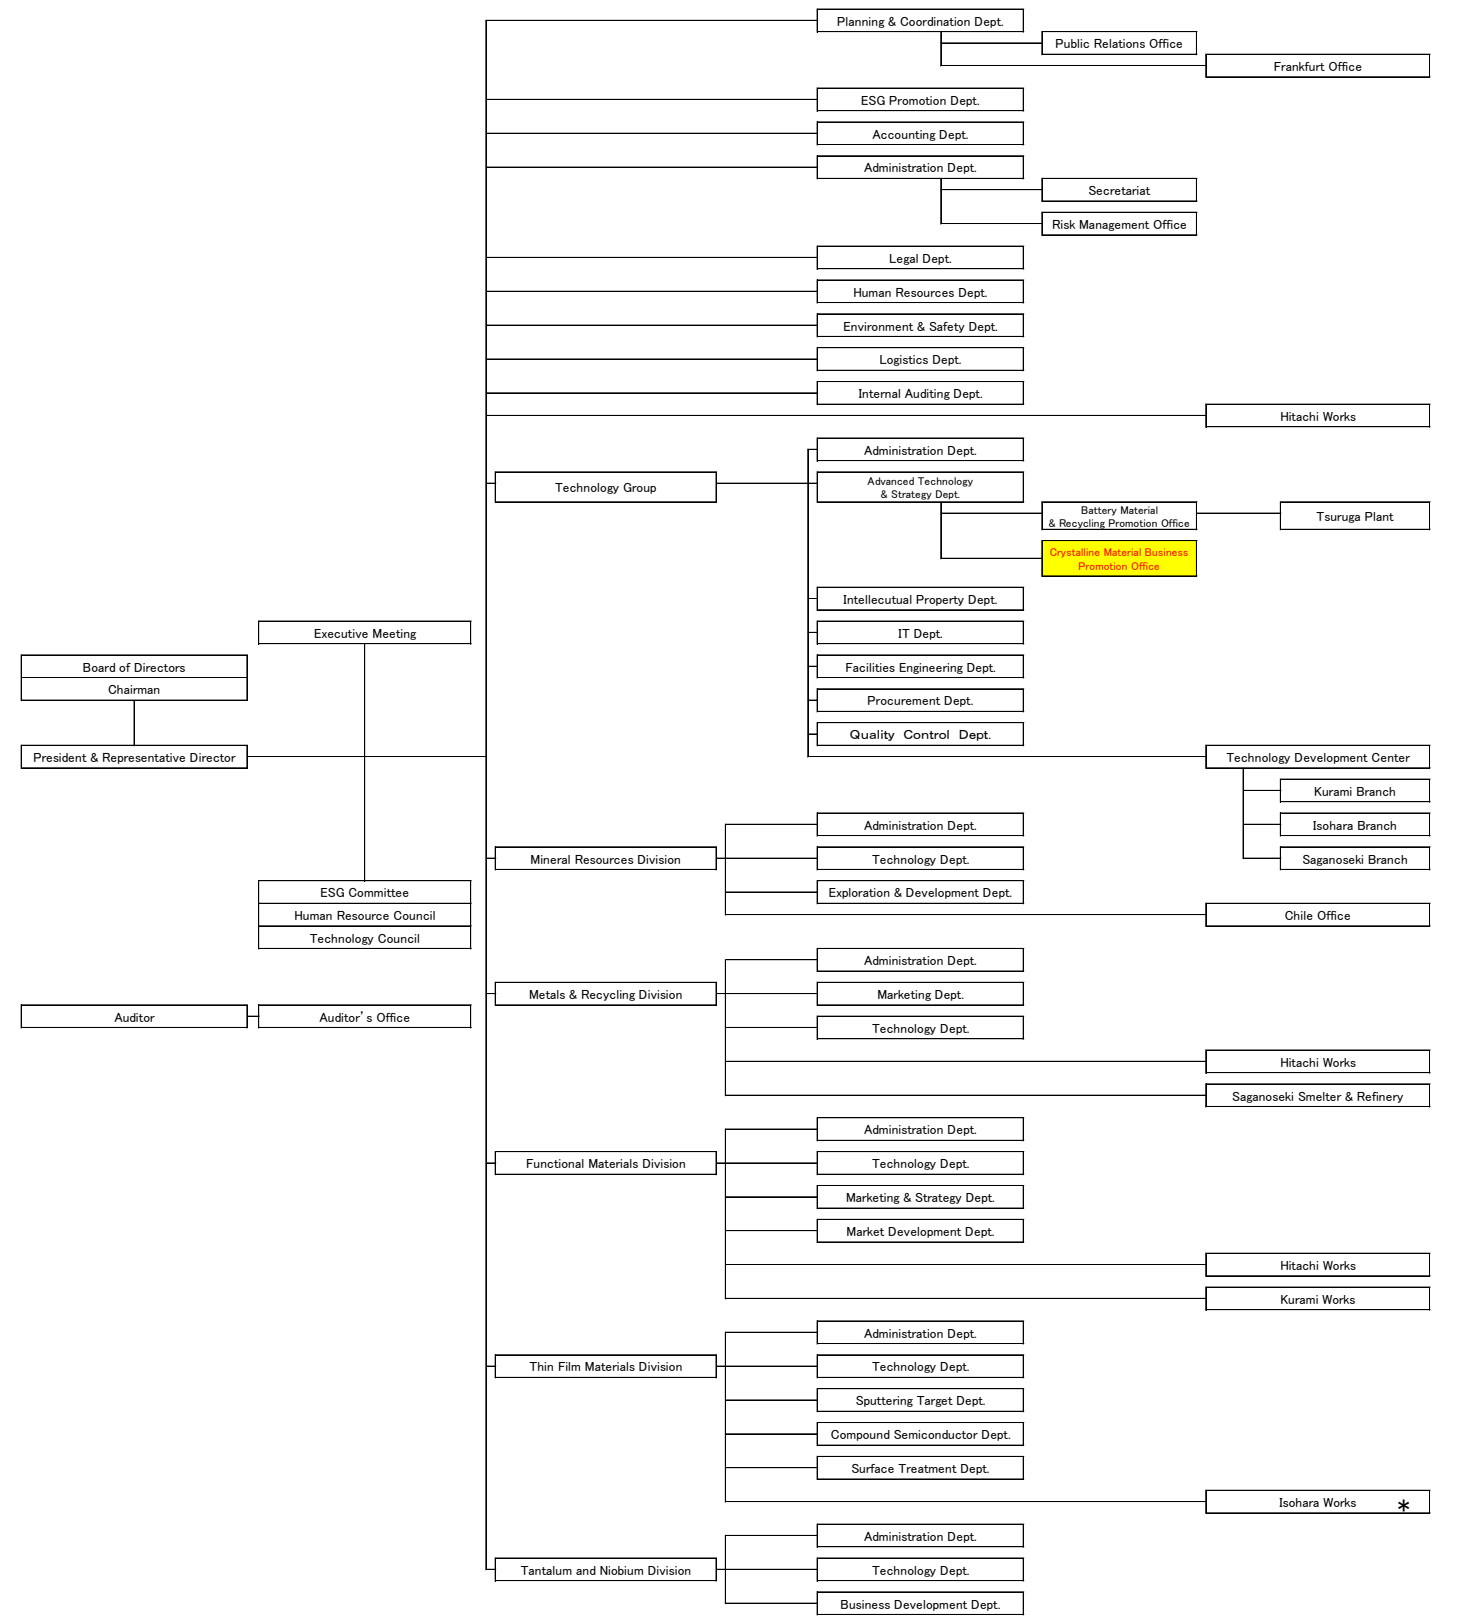 Planning & Coordination Dept.
Public Relations Office
Frankfurt Office
ESG Promotion Dept.
Accounting Dept.
Administration Dept.
Secretariat
Risk Management Office
Legal Dept.
Human Resources Dept.
Environment & Safety Dept.
Logistics Dept.
Internal Auditing Dept.
Hitachi Works
Administration Dept.
Technology Group
Advanced Technology
& Strategy Dept.
Battery Material
& Recycling Promotion Office
Tsuruga Plant
Crystalline Material Business
Promotion Office
Intellecutual Property Dept.
Executive Meeting
IT Dept.
Board of Directors
Facilities Engineering Dept.
Chairman
Procurement Dept.
Quality Control Dept.
President & Representative Director
Technology Development Center
Kurami Branch
Administration Dept.
Isohara Branch
Mineral Resources Division
Technology Dept.
Saganoseki Branch
ESG Committee
Exploration & Development Dept.
Human Resource Council
Chile Office
Technology Council
Administration Dept.
Metals & Recycling Division
Marketing Dept.
Auditor
Auditor's Office
Technology Dept.
Hitachi Works
Saganoseki Smelter & Refinery
Administration Dept.
Functional Materials Division
Technology Dept.
Marketing & Strategy Dept.
Market Development Dept.
Hitachi Works
Kurami Works
Administration Dept.
Thin Film Materials Division
Technology Dept.
Sputtering Target Dept.
Compound Semiconductor Dept.
Surface Treatment Dept.
Isohara Works *
Administration Dept.
Tantalum and Niobium Division
Technology Dept.
Business Development Dept.